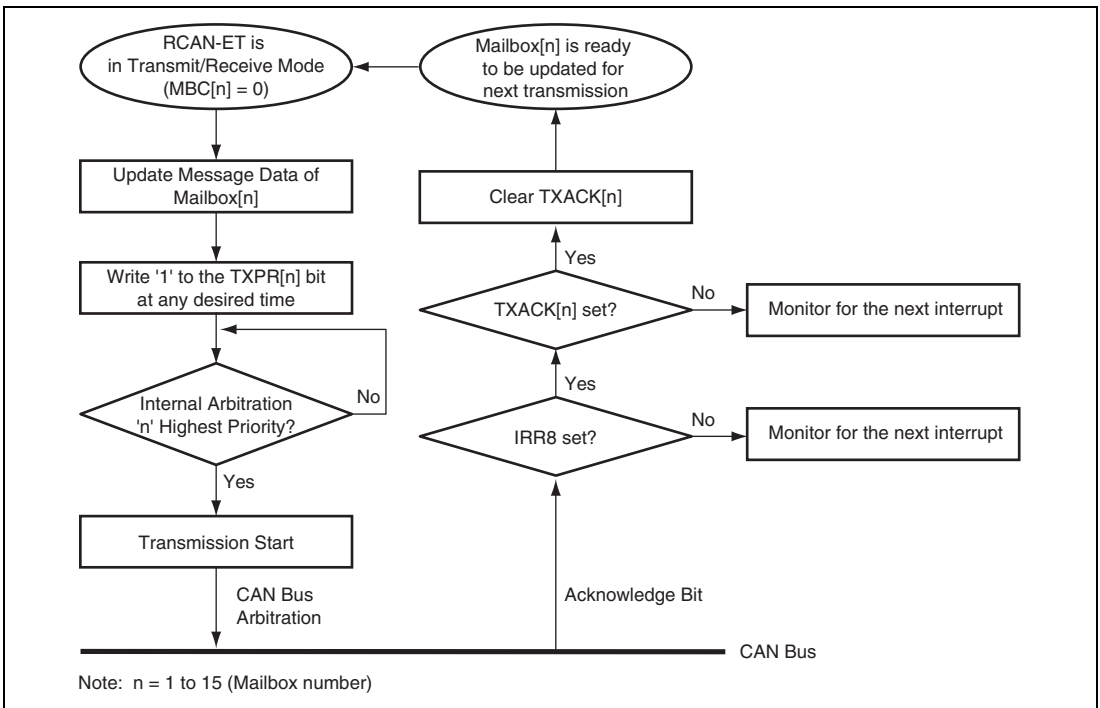 RCAN-ET is
in Transmit/Receive Mode
(MBC[n] = 0)
Mailbox[n] is ready
to be updated for
next transmission
Update Message Data of
Mailbox[n]
Clear TXACK[n]
Yes
Write '1' to the TXPR[n] bit
at any desired time
TXACK[n] set?
No
Monitor for the next interrupt
Yes
Internal Arbitration
'n' Highest Priority?
No
IRR8 set?
No
Monitor for the next interrupt
Yes
Transmission Start
CAN Bus
Arbitration
Acknowledge Bit
CAN Bus
Note: n = 1 to 15 (Mailbox number)